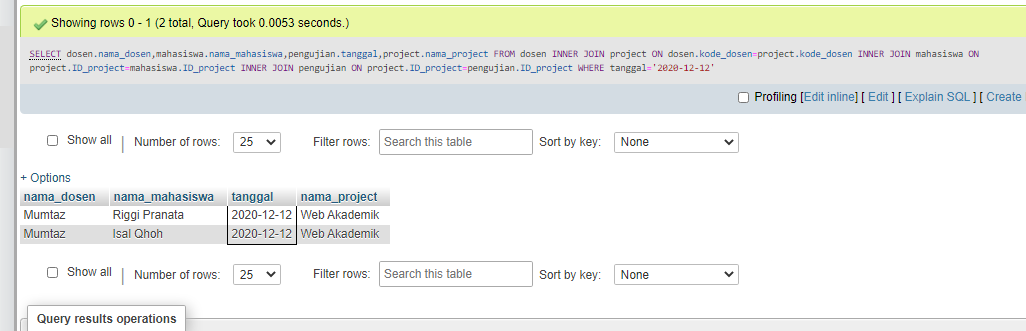 Showing rows 0 - 1 (2 total, Query took 0.0053 seconds.)
SELECT dosen.nama_dosen,mahasiswa.nama_mahasiswa,pengujian.tanggal,project.nama_project FROM dosen INNER JOIN project ON dosen.kode_dosen=project.kode_dosen INNER JOIN mahasiswa ON
project.ID_project=mahasiswa.ID_project INNER JOIN pengujian ON project.ID_project=pengujian.ID_project WHERE tanggal='2020-12-12'
Profiling [Edit inline] [ Edit ] [ Explain SQL ] [ Create
Show all | Number of rows: 25 Filter rows: Search this table Sort by key: None
+ Options
nama_dosen nama_mahasiswa tanggal nama_project
Mumtaz Riggi Pranata 2020-12-12 Web Akademik
Mumtaz Isal Qhoh 2020-12-12 Web Akademik
Show all | Number of rows: 25 Filter rows: Search this table Sort by key: None
Query results operations